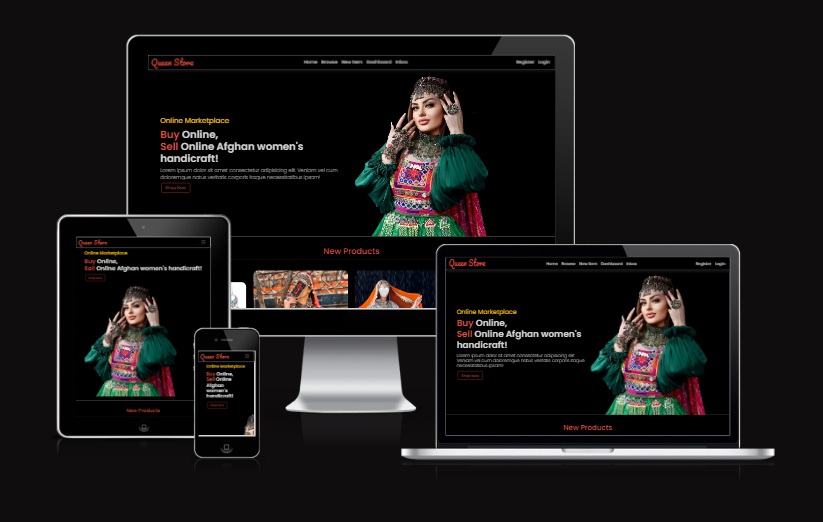 Queen Store
Home Browse New Item Dashboard Inbox
Register Login
Online Marketplace
Buy Online,
Sell Online Afghan women's
handicraft!
Lorem ipsum dolor sit amet consectetur adipisicing elit. Veniam vel cum
doloremque natus veritatis corporis itaque necessitatibus ipsam!
Shop Now
New Products
Queen Store
Online Marketplace
Buy Online,
Sell Online Afghan women's handicraft!
New Products
Queen Store
Online Marketplace
Buy Online,
Sell Online
Afghan
women's
handicraft!
Queen Store
Home Browse New Item Dashboard Inbox
Register Login
Online Marketplace
Buy Online,
Sell Online Afghan women's
handicraft!
Lorem ipsum dolor sit amet consectetur adipisicing elit.
Veniam vel cum doloremque natus veritatis corporis itaque
necessitatibus ipsam!
Shop Now
New Products